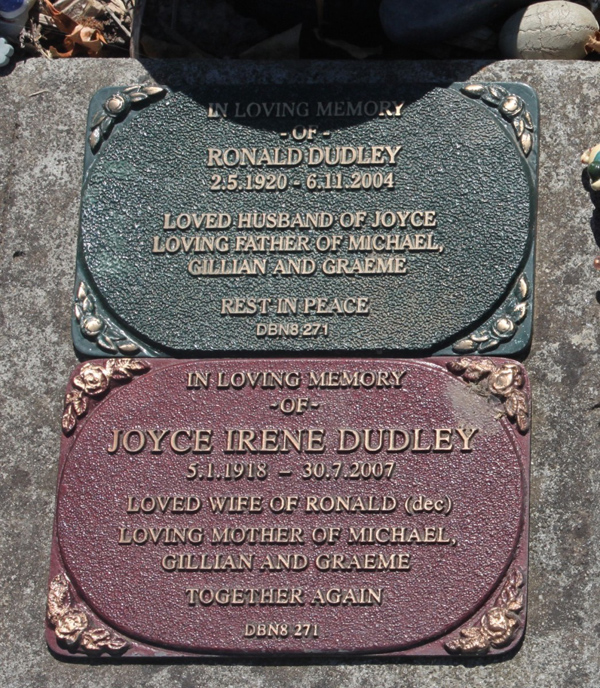 IN LOVING MEMORY
-OF-
RONALD DUDLEY
2.5.1920 - 6.11.2004
LOVED HUSBAND OF JOYCE
LOVING FATHER OF MICHAEL,
GILLIAN AND GRAEME
REST IN PEACE
DBN8 271
IN LOVING MEMORY
-OF-
JOYCE IRENE DUDLEY
5.1.1918 – 30.7.2007
LOVED WIFE OF RONALD (dec)
LOVING MOTHER OF MICHAEL,
GILLIAN AND GRAEME
TOGETHER AGAIN
DBN8 271